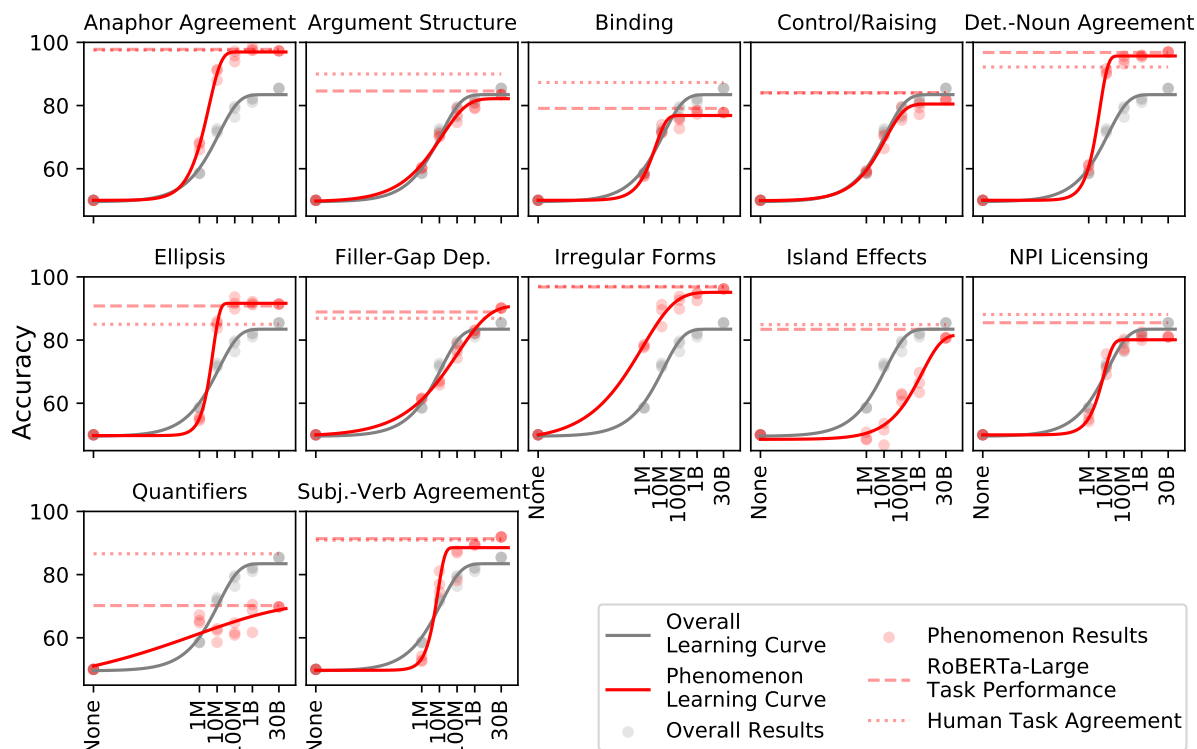 Anaphor Agreement
Argument Structure
Binding
Control/Raising
Det.-Noun Agreement
100
80
60
Ellipsis
Filler-Gap Dep.
Irregular Forms
Island Effects
NPI Licensing
100
80
60
Accuracy
None
1M
10M
100M
1B
30B
None
1M
10M
100M
1B
30B
None
1M
10M
100M
1B
30B
Quantifiers
Subj.-Verb Agreement
100
80
60
None
1M
10M
100M
1B
30B
None
1M
10M
100M
1B
30B
Overall
Learning Curve
Phenomenon
Learning Curve
Overall Results
Phenomenon Results
RoBERTa-Large
Task Performance
Human Task Agreement